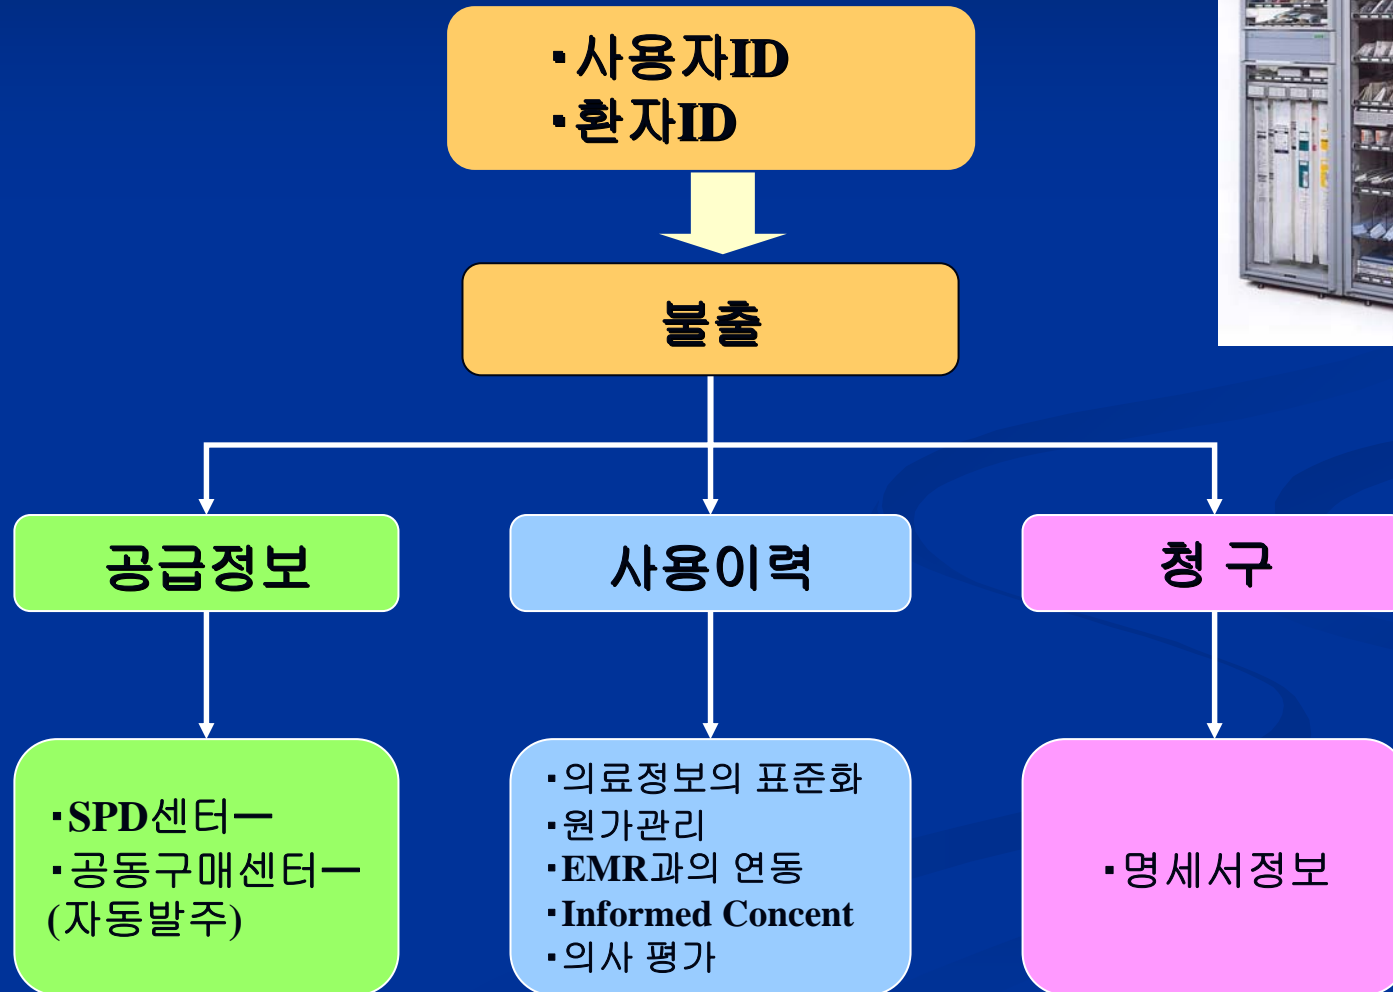 ▪사용자ID
▪환자ID
불출
공급정보
사용이력
청 구
▪SPD센터ー
▪공동구매센터ー
(자동발주)
▪의료정보의 표준화
▪원가관리
▪EMR과의 연동
▪Informed Concent
▪의사 평가
▪명세서정보